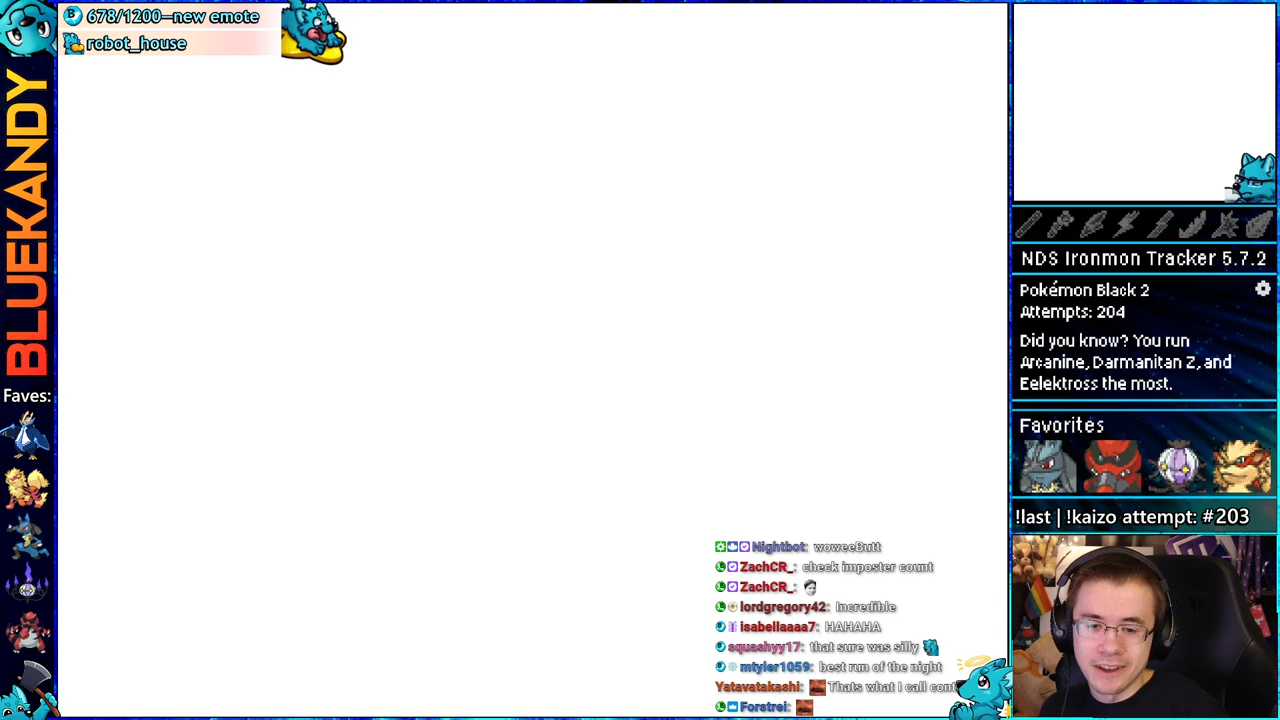 678/1200—new emote
robot_house
BLUEKANDY
Faves:
NDS Ironmon Tracker 5.7.2
Pokémon Black 2
Attempts: 204
Did you know? You run
Arcanine, Darmanitan Z, and
Eelektross the most.
Favorites
!last | !kaizo attempt: #203
Nightbot: woweeButt
ZachCR_: check imposter count
ZachCR_:
lordgregory42: Incredible
isabellaaaa7: HAHAHA
squashyy17: that sure was silly
mtyler1059: best run of the night
Yatavatakashi: Thats what I call cont
Forstrei: